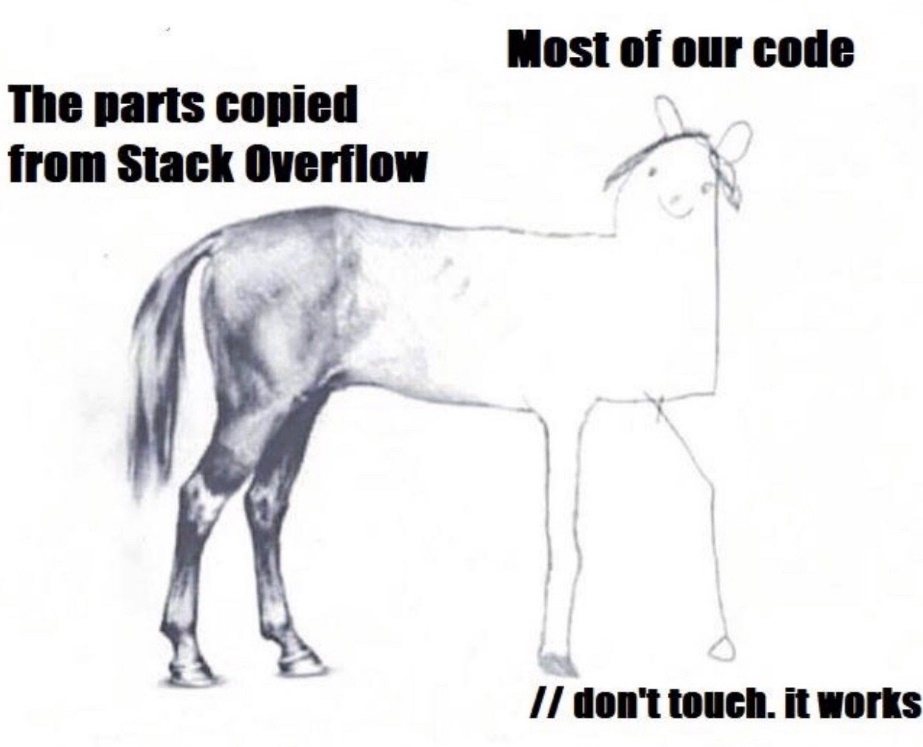 Most of our code
The parts copied
from Stack Overflow
// don't touch. it works